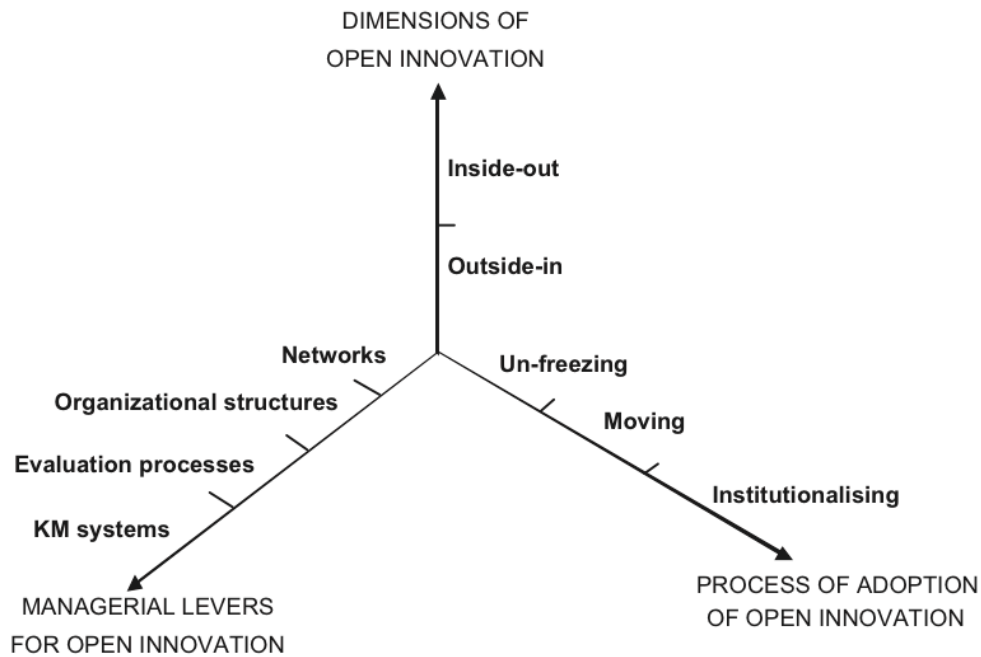 DIMENSIONS OF
OPEN INNOVATION
Inside-out
Outside-in
Networks
Organizational structures
Evaluation processes
KM systems
MANAGERIAL LEVERS
FOR OPEN INNOVATION
Un-freezing
Moving
Institutionalising
PROCESS OF ADOPTION
OF OPEN INNOVATION